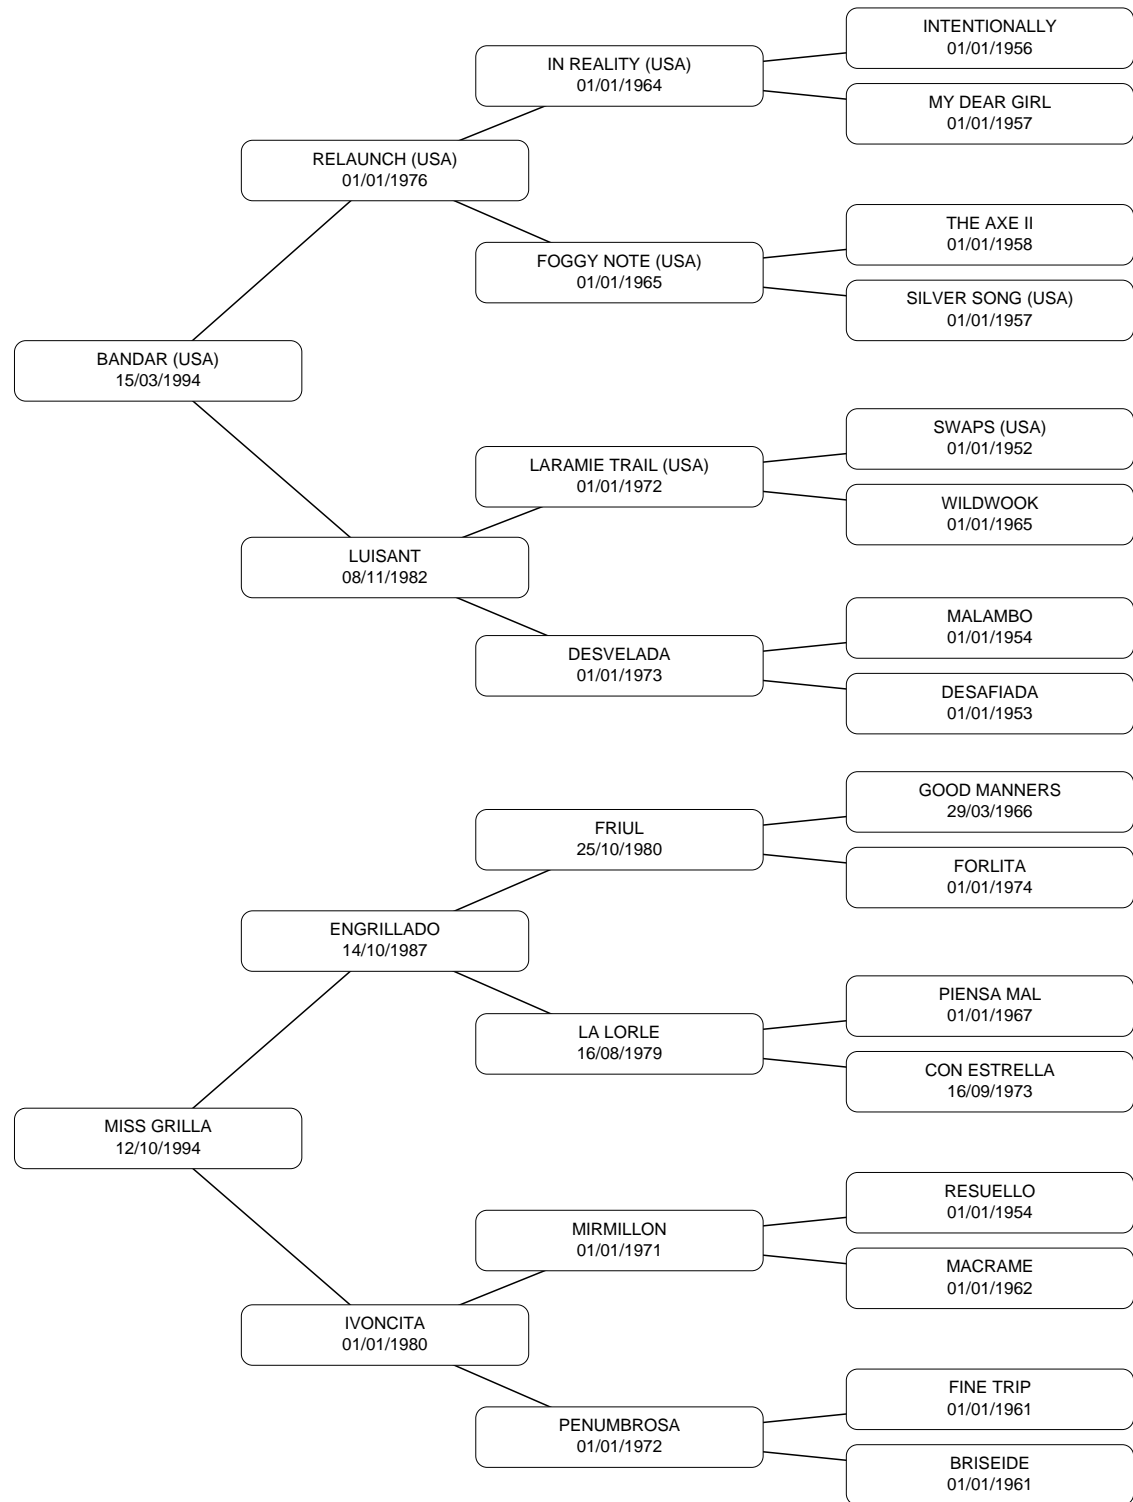 INTENTIONALLY
01/01/1956
IN REALITY (USA)
01/01/1964
MY DEAR GIRL
01/01/1957
RELAUNCH (USA)
01/01/1976
THE AXE II
01/01/1958
FOGGY NOTE (USA)
01/01/1965
SILVER SONG (USA)
01/01/1957
BANDAR (USA)
15/03/1994
SWAPS (USA)
01/01/1952
LARAMIE TRAIL (USA)
01/01/1972
WILDWOOK
01/01/1965
LUISANT
08/11/1982
MALAMBO
01/01/1954
DESVELADA
01/01/1973
DESAFIADA
01/01/1953
GOOD MANNERS
29/03/1966
FRIUL
25/10/1980
FORLITA
01/01/1974
ENGRILLADO
14/10/1987
PIENSA MAL
01/01/1967
LA LORLE
16/08/1979
CON ESTRELLA
16/09/1973
MISS GRILLA
12/10/1994
RESUELLO
01/01/1954
MIRMILLON
01/01/1971
MACRAME
01/01/1962
IVONCITA
01/01/1980
FINE TRIP
01/01/1961
PENUMBROSA
01/01/1972
BRISEIDE
01/01/1961